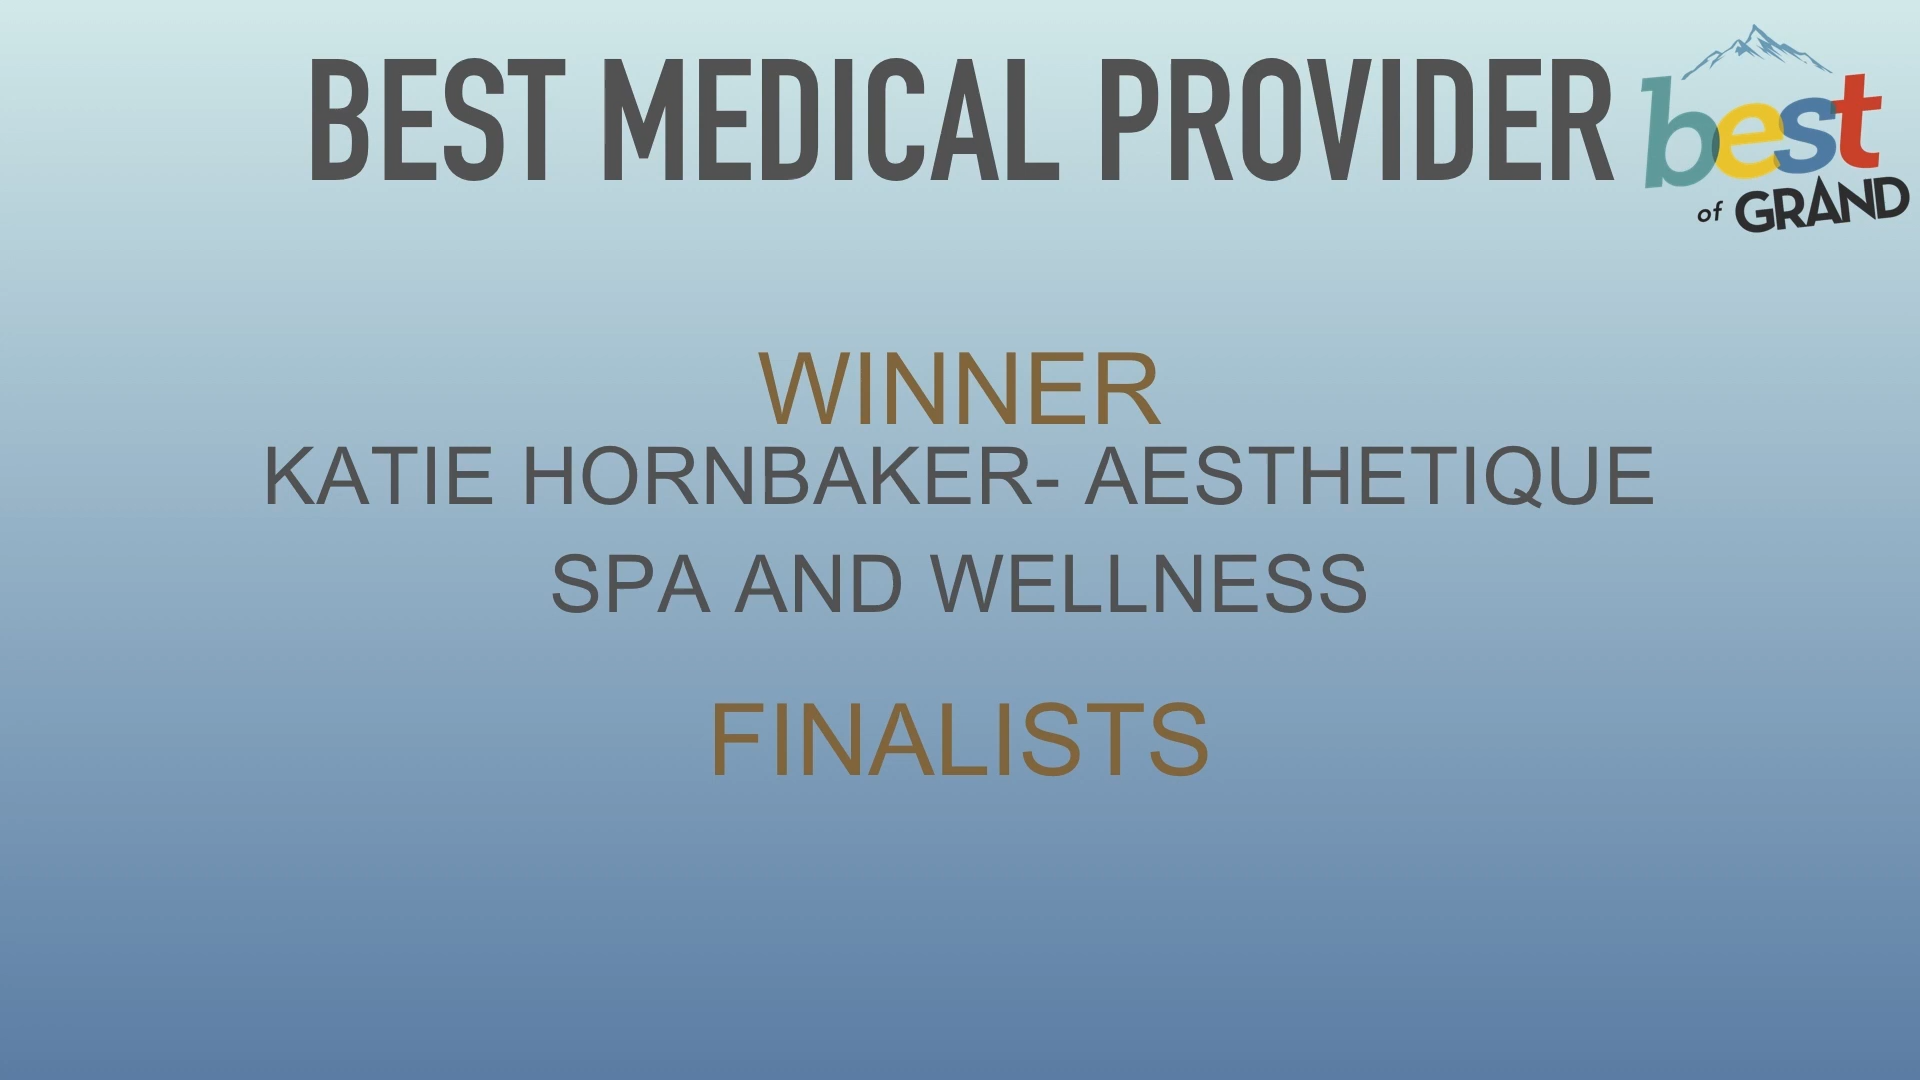 BEST MEDICAL PROVIDER
best
of GRAND
WINNER
KATIE HORNBAKER- AESTHETIQUE
SPA AND WELLNESS
FINALISTS